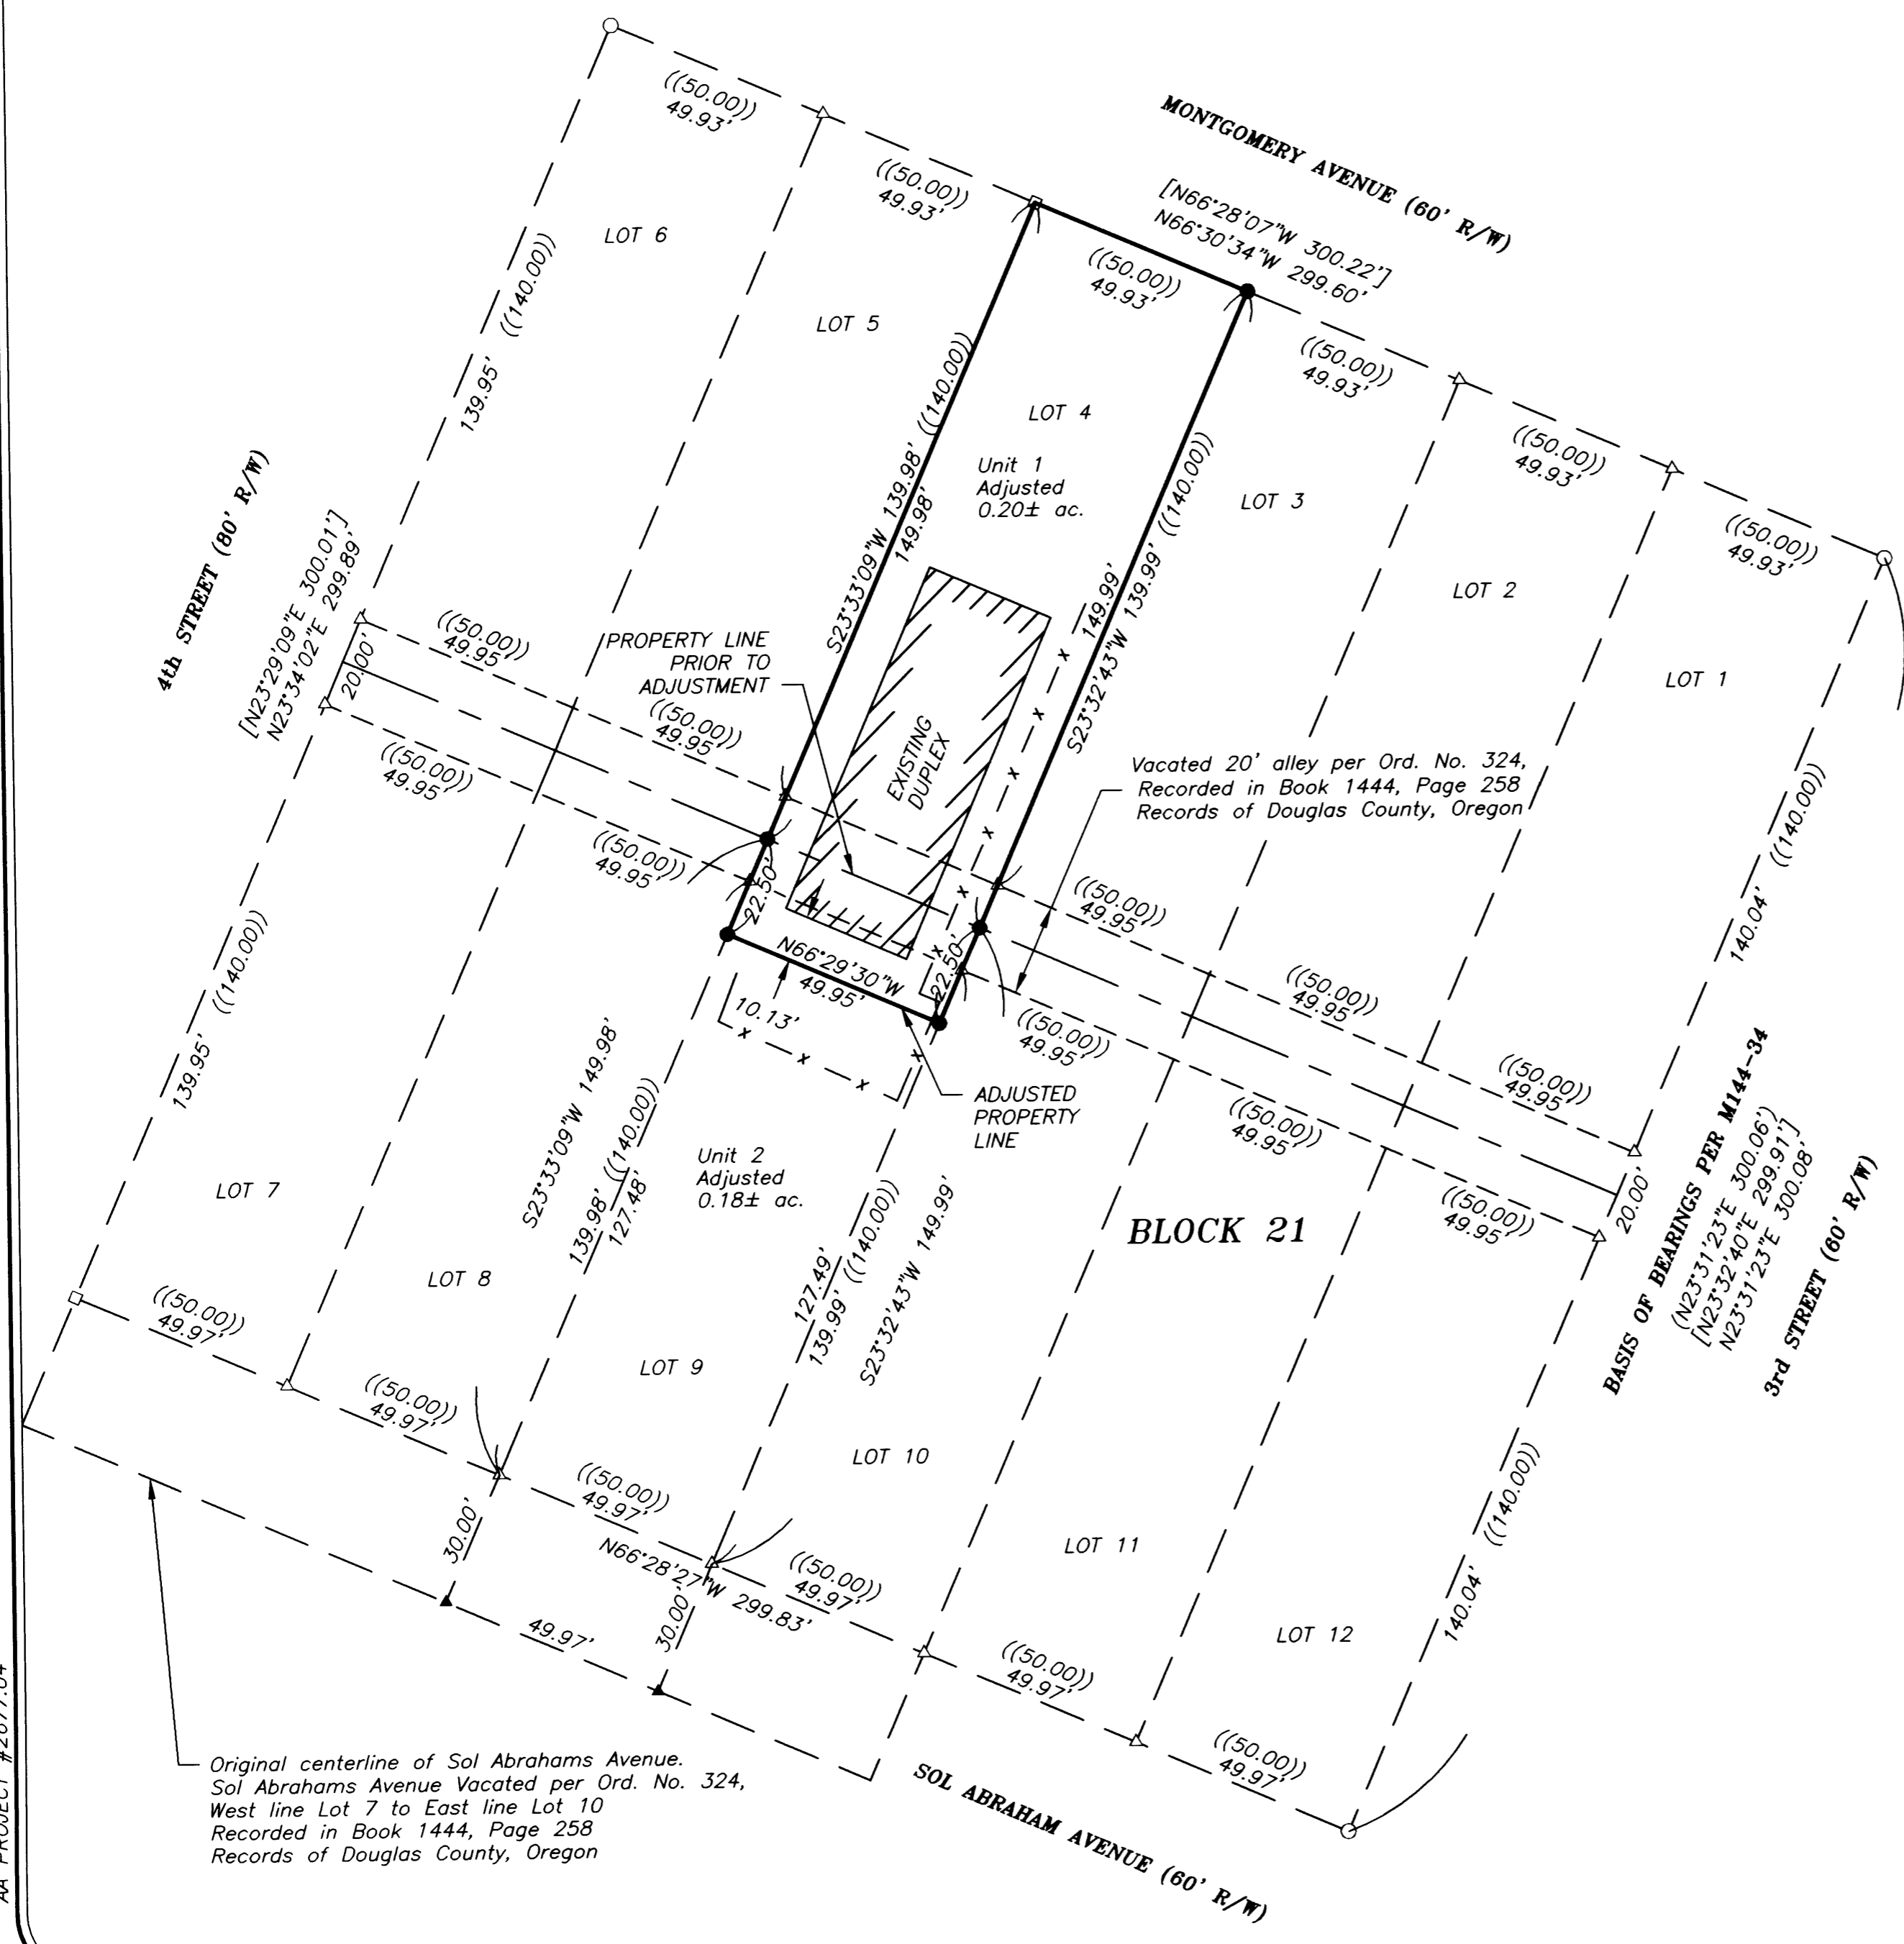 MONTGOMERY AVENUE (60' R/W)
[N66°28'07"W 300.22']
N66°30'34"W 299.60'
((50.00))
49.93'
((50.00))
49.93'
((50.00))
49.93'
((50.00))
49.93'
((50.00))
49.93'
((50.00))
49.93'
LOT 6
LOT 5
LOT 4
LOT 3
LOT 2
LOT 1
139.95' ((140.00))
Unit 1
Adjusted
0.20± ac.
S23°33'09"W 139.98' ((140.00))
149.98'
149.99'
S23°32'43"W 139.99' ((140.00))
140.04' ((140.00))
4th STREET (80' R/W)
[N23°29'09"E 300.01']
N23°34'02"E 299.89'
20.00'
PROPERTY LINE
PRIOR TO
ADJUSTMENT
EXISTING
DUPLEX
Vacated 20' alley per Ord. No. 324,
Recorded in Book 1444, Page 258
Records of Douglas County, Oregon
((50.00))
49.95'
((50.00))
49.95'
((50.00))
49.95'
((50.00))
49.95'
((50.00))
49.95'
((50.00))
49.95'
((50.00))
49.95'
((50.00))
49.95'
((50.00))
49.95'
((50.00))
49.95'
22.50'
22.50'
N66°29'30"W
49.95'
10.13'
ADJUSTED
PROPERTY
LINE
20.00'
BASIS OF BEARINGS PER M144-34
(N23°31'23"E 300.06')
[N23°32'40"E 299.91']
N23°31'23"E 300.08'
3rd STREET (60' R/W)
BLOCK 21
139.95' ((140.00))
S23°33'09"W 149.98'
139.98' ((140.00))
127.48'
Unit 2
Adjusted
0.18± ac.
127.49'
139.99' ((140.00))
S23°32'43"W 149.99'
140.04' ((140.00))
LOT 7
LOT 8
LOT 9
LOT 10
LOT 11
LOT 12
((50.00))
49.97'
((50.00))
49.97'
((50.00))
49.97'
((50.00))
49.97'
((50.00))
49.97'
((50.00))
49.97'
N66°28'27"W 299.83'
30.00'
30.00'
49.97'
Original centerline of Sol Abrahams Avenue.
Sol Abrahams Avenue Vacated per Ord. No. 324,
West line Lot 7 to East line Lot 10
Recorded in Book 1444, Page 258
Records of Douglas County, Oregon
SOL ABRAHAM AVENUE (60' R/W)
AA PROJECT